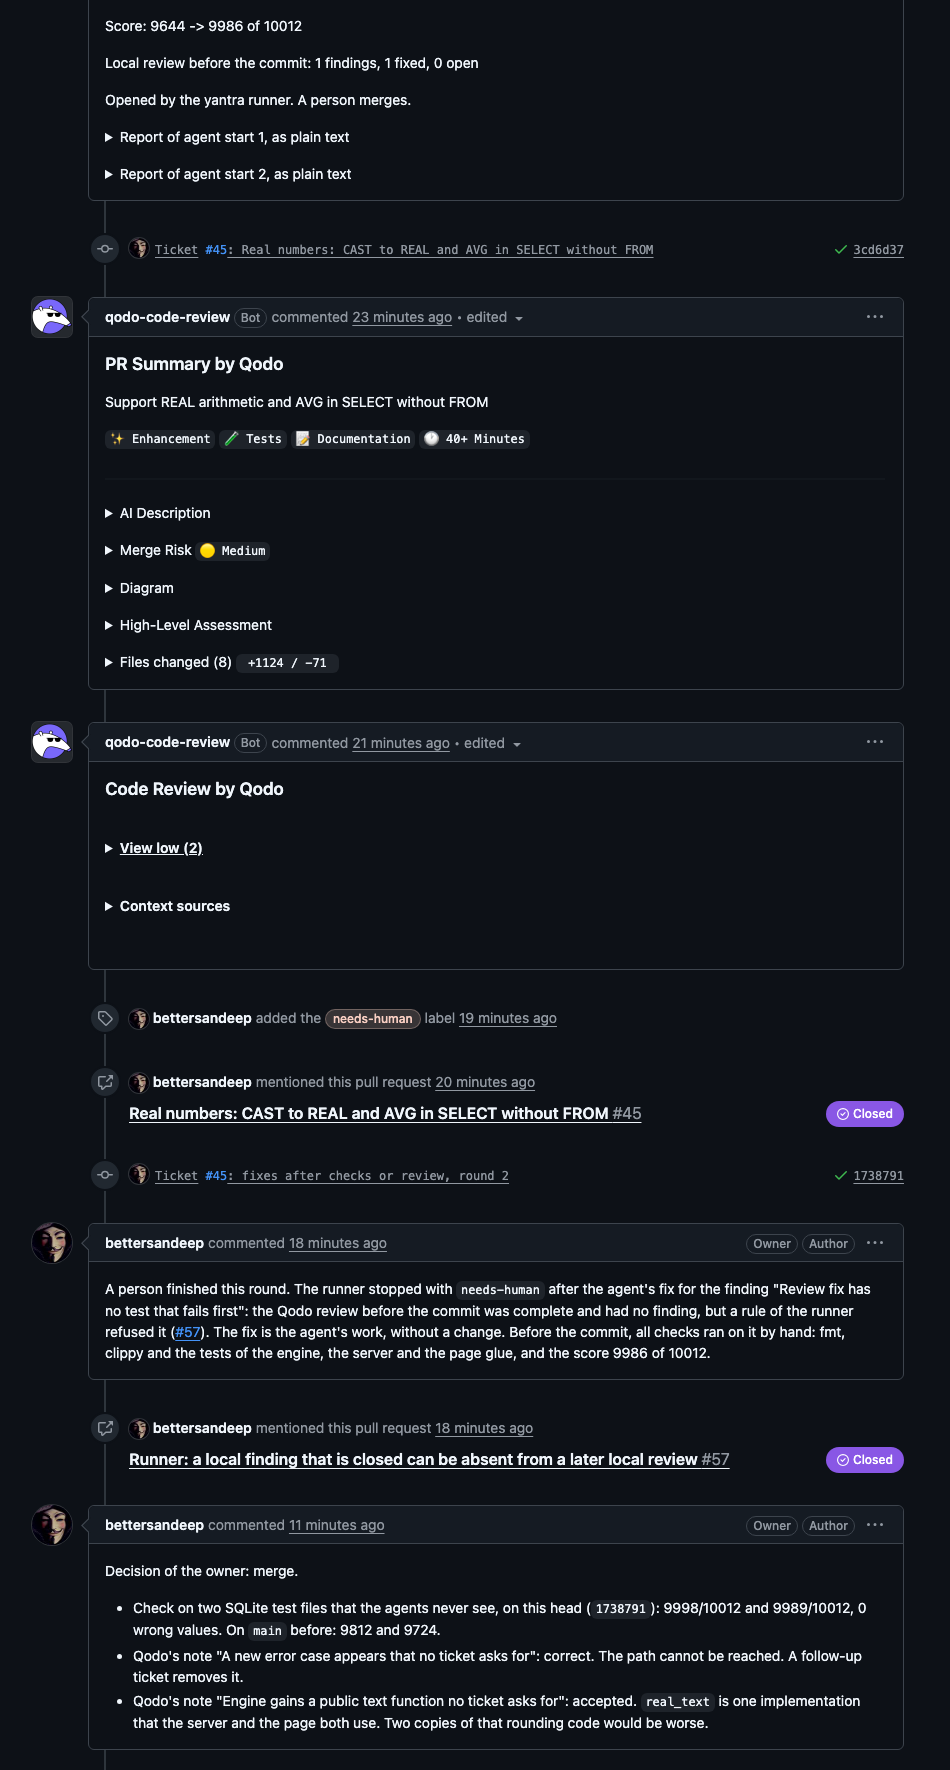 Score: 9644 -> 9986 of 10012
Local review before the commit: 1 findings, 1 fixed, 0 open
Opened by the yantra runner. A person merges.
Report of agent start 1, as plain text
Report of agent start 2, as plain text
Ticket #45: Real numbers: CAST to REAL and AVG in SELECT without FROM 3cd6d37
qodo-code-review Bot commented 23 minutes ago • edited
PR Summary by Qodo
Support REAL arithmetic and AVG in SELECT without FROM
✨ Enhancement 🧪 Tests 📝 Documentation 🕐 40+ Minutes
AI Description
Merge Risk 🟡 Medium
Diagram
High-Level Assessment
Files changed (8) +1124 / -71
qodo-code-review Bot commented 21 minutes ago • edited
Code Review by Qodo
View low (2)
Context sources
bettersandeep added the needs-human label 19 minutes ago
bettersandeep mentioned this pull request 20 minutes ago
Real numbers: CAST to REAL and AVG in SELECT without FROM #45 Closed
Ticket #45: fixes after checks or review, round 2 1738791
bettersandeep commented 18 minutes ago Owner Author
A person finished this round. The runner stopped with needs-human after the agent's fix for the finding "Review fix has
no test that fails first": the Qodo review before the commit was complete and had no finding, but a rule of the runner
refused it (#57). The fix is the agent's work, without a change. Before the commit, all checks ran on it by hand: fmt,
clippy and the tests of the engine, the server and the page glue, and the score 9986 of 10012.
bettersandeep mentioned this pull request 18 minutes ago
Runner: a local finding that is closed can be absent from a later local review #57 Closed
bettersandeep commented 11 minutes ago Owner Author
Decision of the owner: merge.
• Check on two SQLite test files that the agents never see, on this head (1738791): 9998/10012 and 9989/10012, 0
wrong values. On main before: 9812 and 9724.
• Qodo's note "A new error case appears that no ticket asks for": correct. The path cannot be reached. A follow-up
ticket removes it.
• Qodo's note "Engine gains a public text function no ticket asks for": accepted. real_text is one implementation
that the server and the page both use. Two copies of that rounding code would be worse.